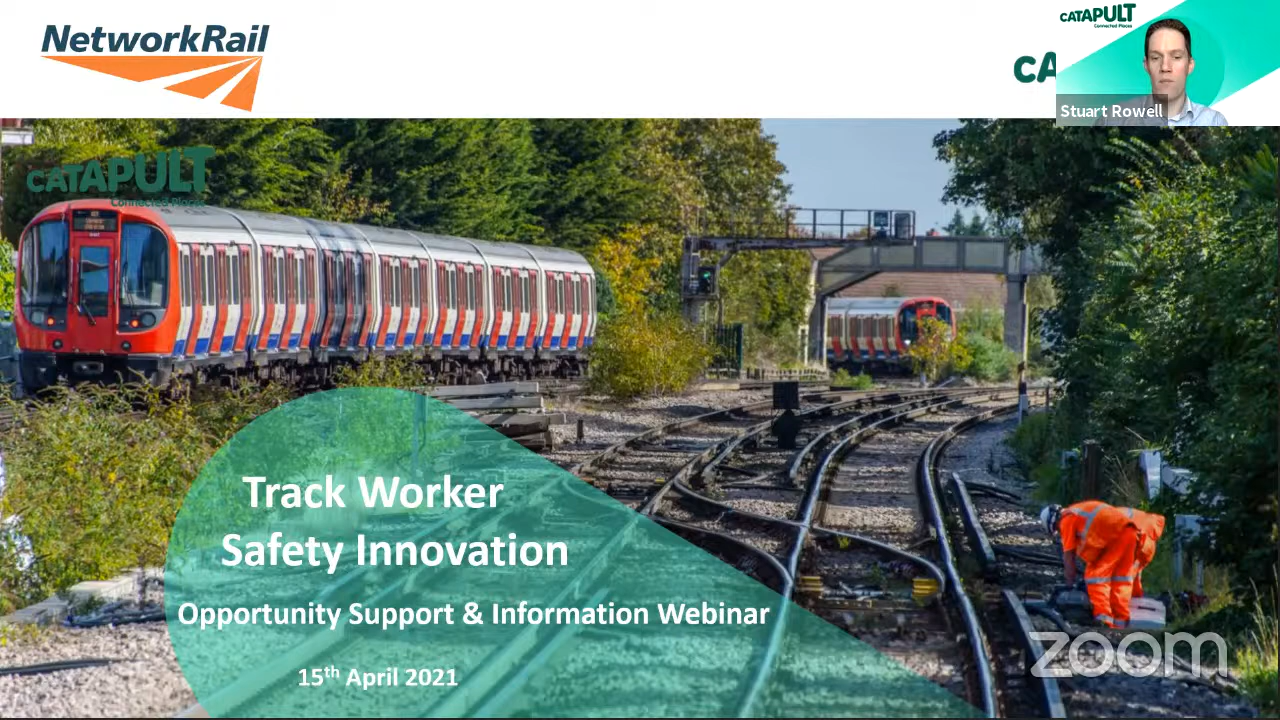 NetworkRail
CATAPULT
Connected Places
CA
Stuart Rowell
CATAPULT
Connected Places
Track Worker
Safety Innovation
Opportunity Support & Information Webinar
15th April 2021
zoom